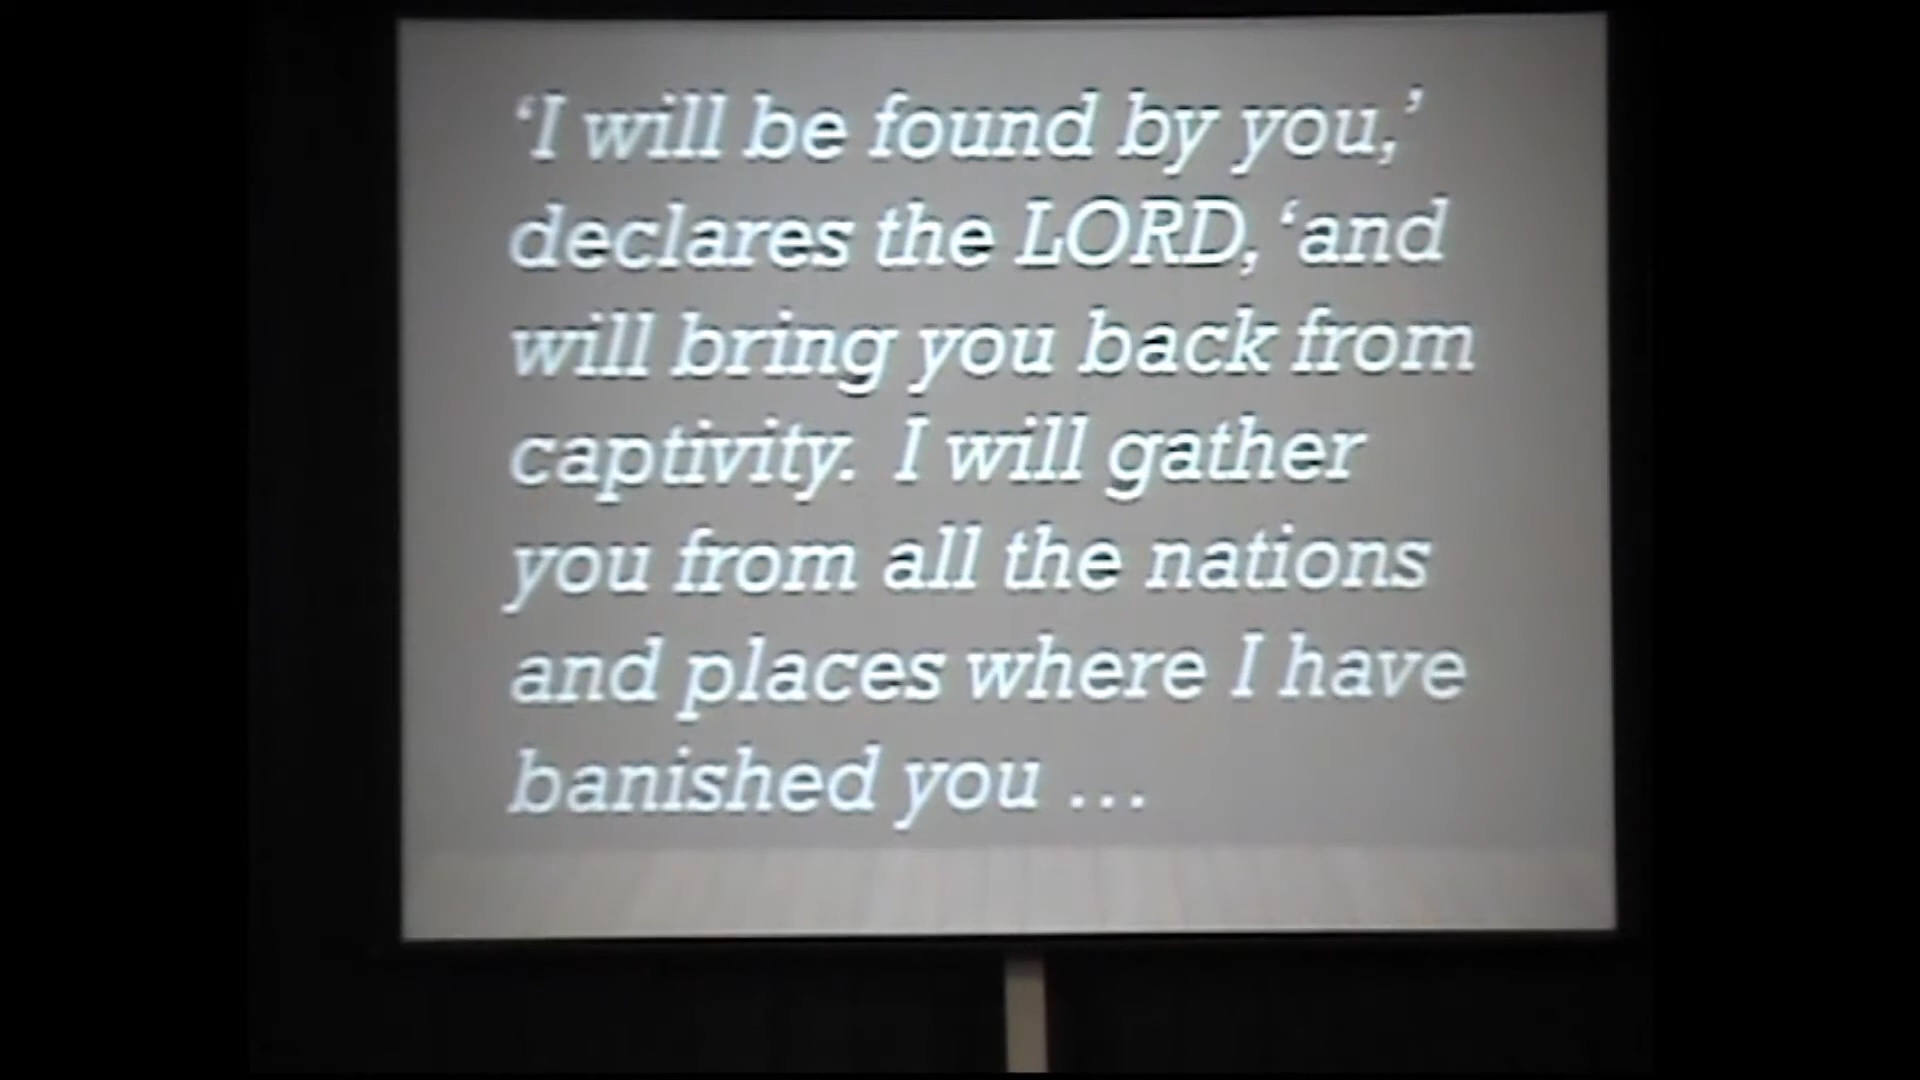 ‘I will be found by you,’
declares the LORD, ‘and
will bring you back from
captivity. I will gather
you from all the nations
and places where I have
banished you ...